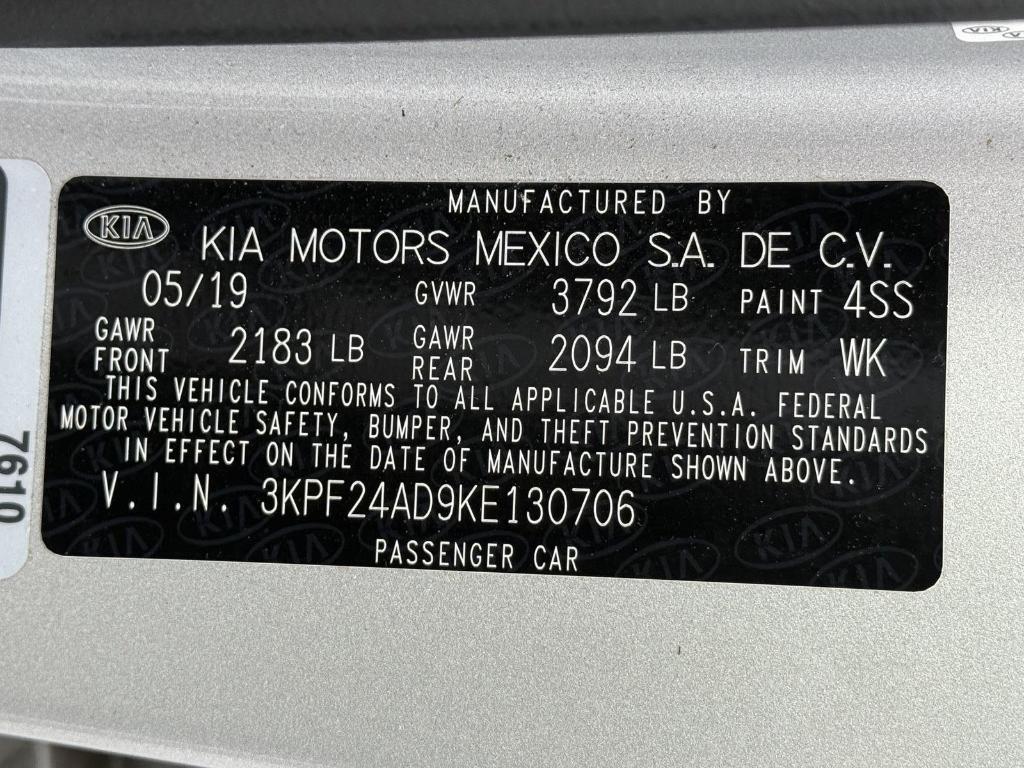 MANUFACTURED BY
KIA
KIA MOTORS MEXICO S.A. DE C.V.
05/19 GVWR 3792 LB PAINT 4SS
GAWR FRONT 2183 LB GAWR REAR 2094 LB TRIM WK
THIS VEHICLE CONFORMS TO ALL APPLICABLE U.S.A. FEDERAL
MOTOR VEHICLE SAFETY, BUMPER, AND THEFT PREVENTION STANDARDS
IN EFFECT ON THE DATE OF MANUFACTURE SHOWN ABOVE.
V.I.N. 3KPF24AD9KE130706
PASSENGER CAR